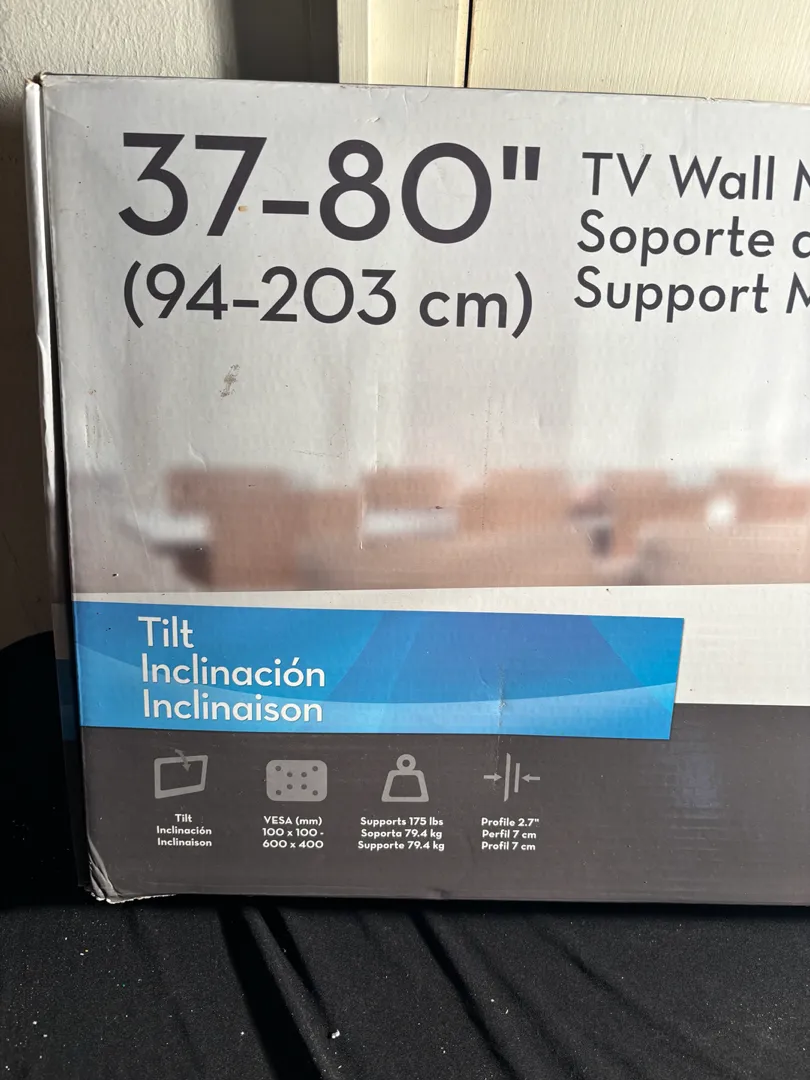 37-80"
(94-203 cm)
TV Wall
Soporte
Support
Tilt
Inclinación
Inclinaison
Tilt
Inclinación
Inclinaison
VESA (mm)
100 x 100 -
600 x 400
Supports 175 lbs
Soporta 79.4 kg
Supporte 79.4 kg
Profile 2.7"
Perfil 7 cm
Profil 7 cm